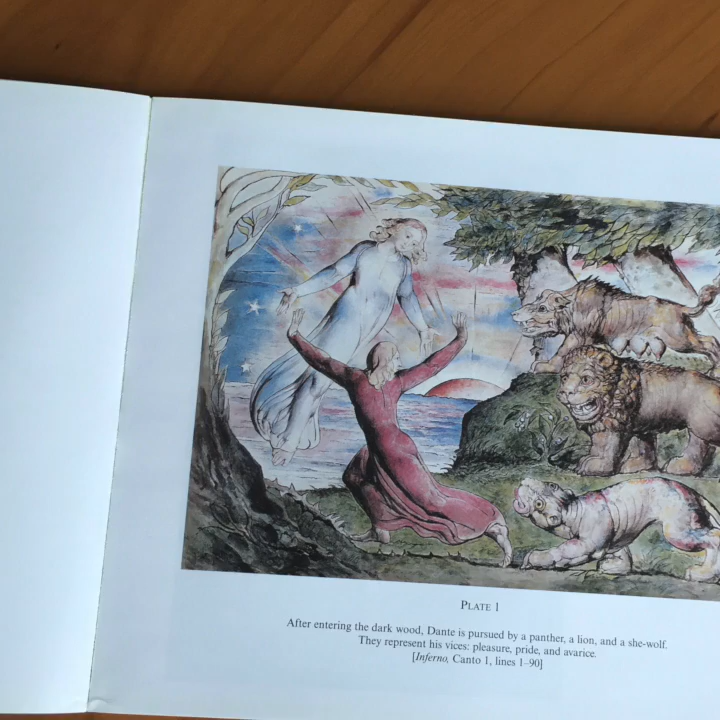 PLATE 1
After entering the dark wood, Dante is pursued by a panther, a lion, and a she-wolf.
They represent his vices: pleasure, pride, and avarice.
[Inferno, Canto 1, lines 1–90]